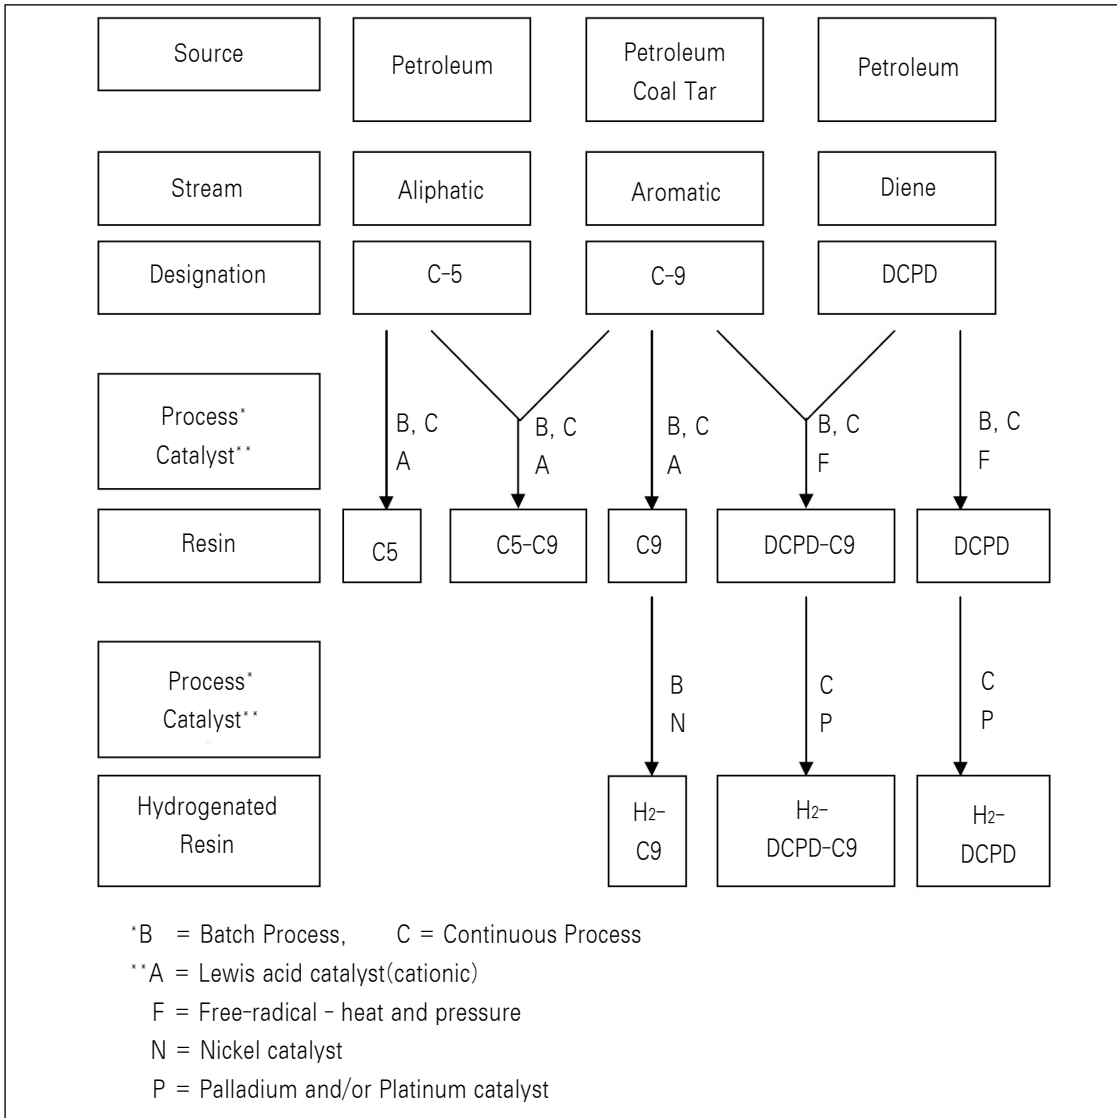 Source
Petroleum
Petroleum
Coal Tar
Petroleum
Stream
Aliphatic
Aromatic
Diene
Designation
C-5
C-9
DCPD
Process*
Catalyst**
B, C
A
B, C
A
B, C
A
B, C
F
B, C
F
Resin
C5
C5-C9
C9
DCPD-C9
DCPD
Process*
Catalyst**
B
N
C
P
C
P
Hydrogenated
Resin
H2-
C9
H2-
DCPD-C9
H2-
DCPD
*B = Batch Process, C = Continuous Process
**A = Lewis acid catalyst(cationic)
F = Free-radical - heat and pressure
N = Nickel catalyst
P = Palladium and/or Platinum catalyst